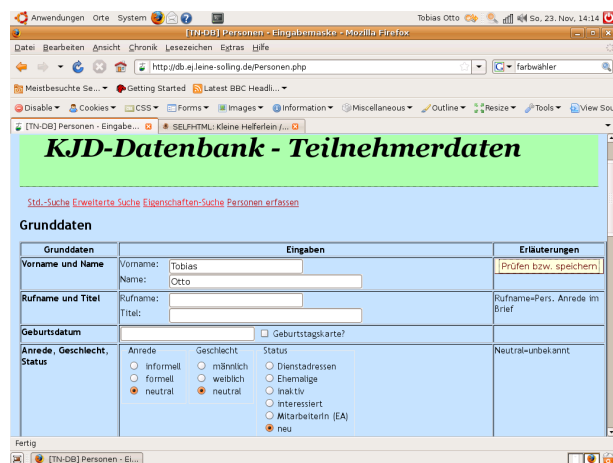 Anwendungen Orte System Tobias Otto So, 23. Nov, 14:14
[TN-DB] Personen - Eingabemaske - Mozilla Firefox
Datei Bearbeiten Ansicht Chronik Lesezeichen Extras Hilfe
http://db.ej.leine-solling.de/Personen.php farbwähler
Meistbesuchte Se... Getting Started Latest BBC Headli...
Disable Cookies CSS Forms Images Information Miscellaneous Outline Resize Tools View Sou
[TN-DB] Personen - Eingabe... SELFHTML: Kleine Helferlein /...
KJD-Datenbank - Teilnehmerdaten
Std.-Suche Erweiterte Suche Eigenschaften-Suche Personen erfassen
Grunddaten
Grunddaten Eingaben Erläuterungen
Vorname und Name Vorname: Tobias Prüfen bzw. speichern
Name: Otto
Rufname und Titel Rufname: Rufname=Pers. Anrede im
Titel: Brief
Geburtsdatum Geburtstagskarte?
Anrede, Geschlecht, Anrede Geschlecht Status Neutral=unbekannt
Status
informell männlich Dienstadressen
formell weiblich Ehemalige
neutral neutral inaktiv
interessiert
MitarbeiterIn (EA)
neu
Fertig
[TN-DB] Personen - Ei...